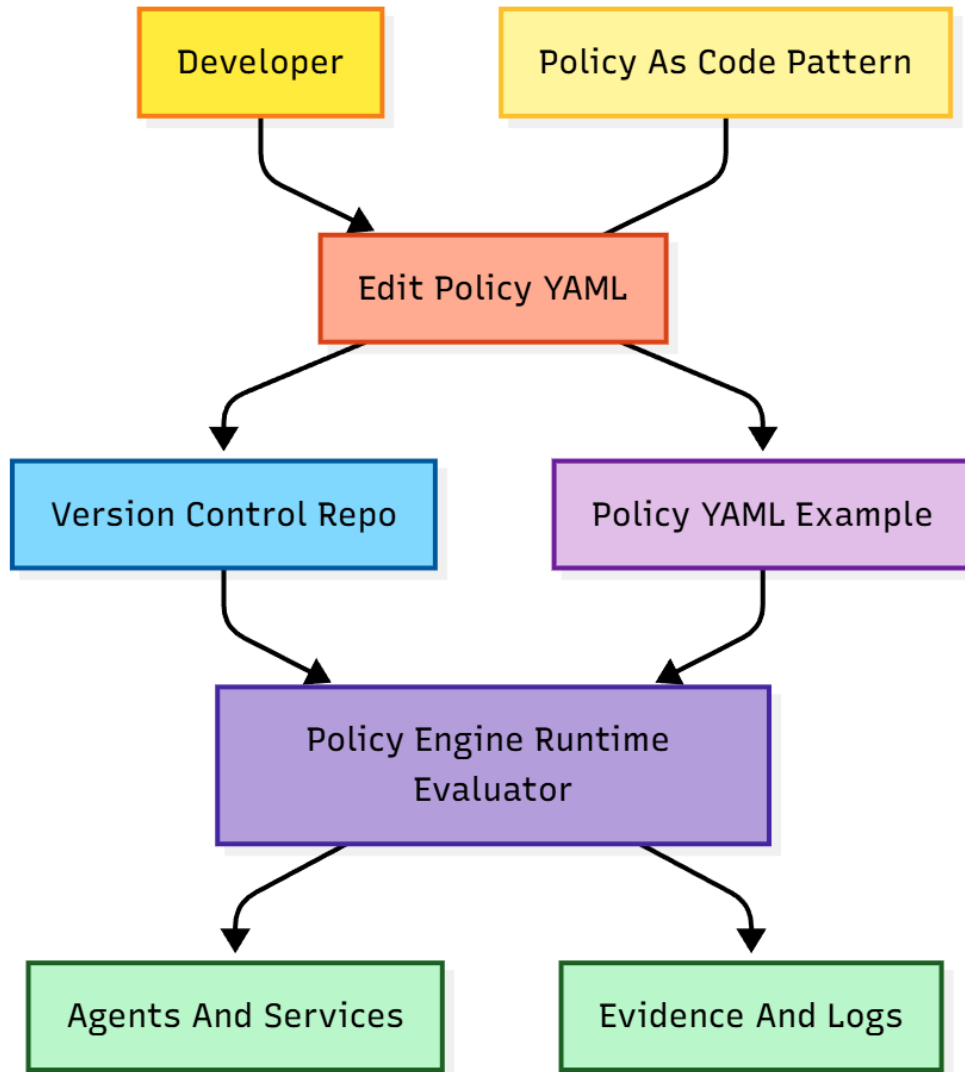 Developer
Policy As Code Pattern
Edit Policy YAML
Version Control Repo
Policy YAML Example
Policy Engine Runtime
Evaluator
Agents And Services
Evidence And Logs